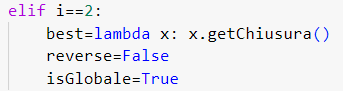 elif i==2:
    best=lambda x: x.getChiusura()
    reverse=False
    isGlobale=True